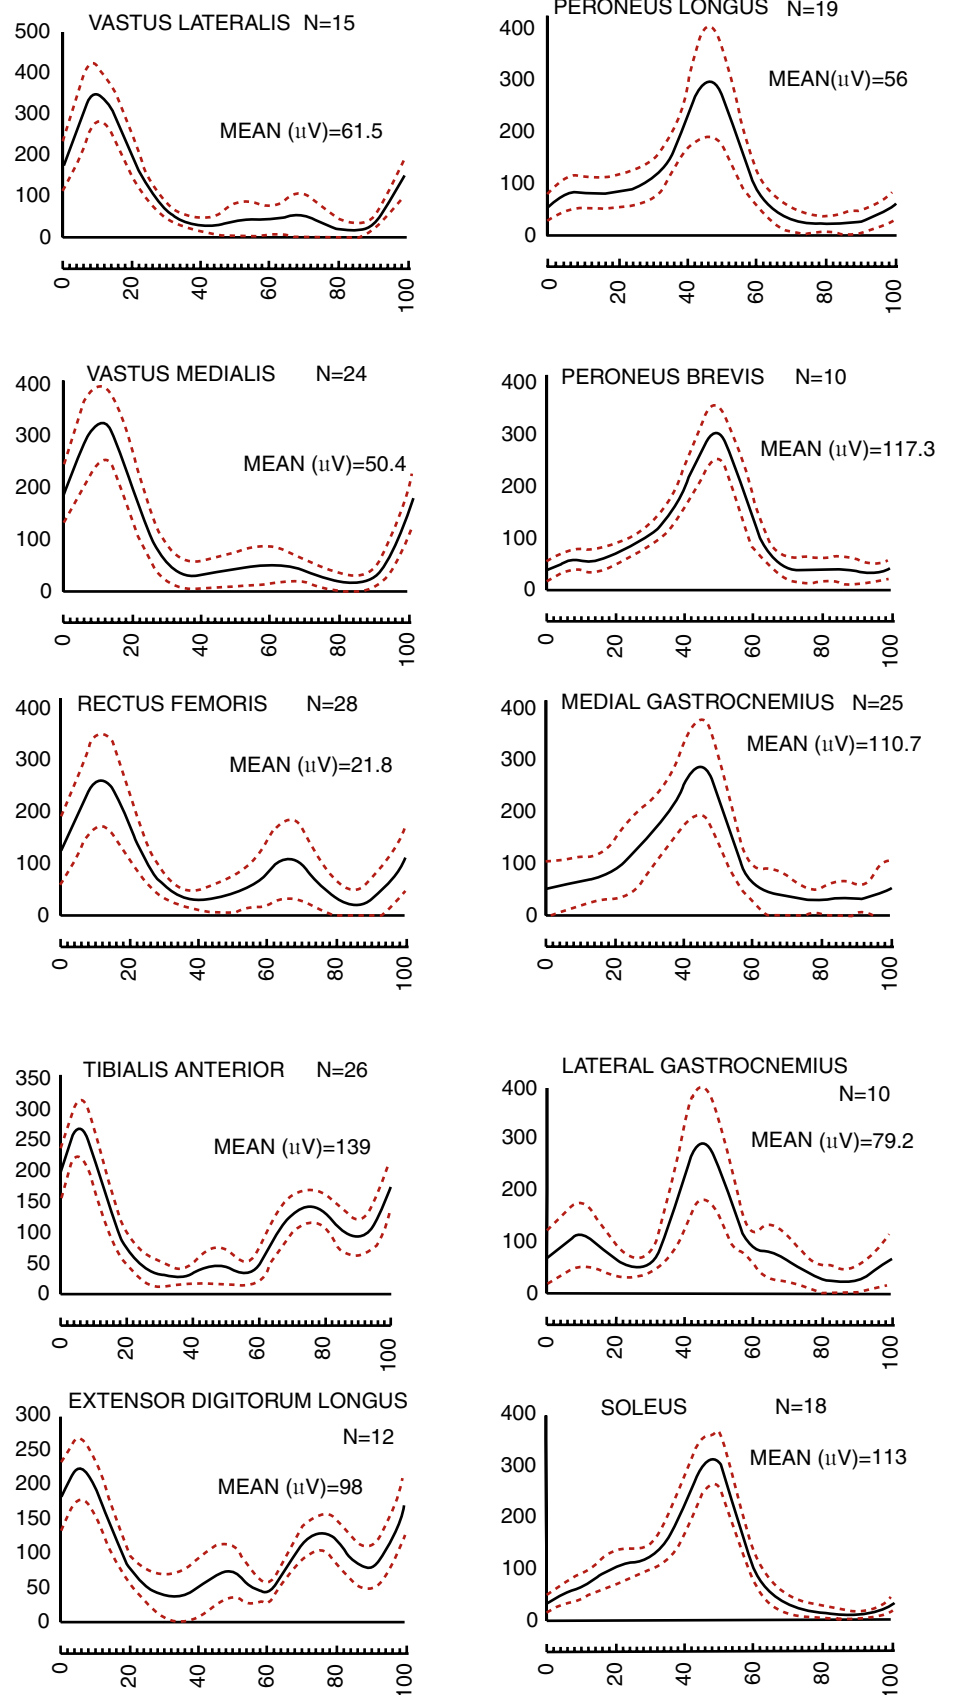 VASTUS LATERALIS N=15
500
400
300
200
100
0
MEAN (µV)=61.5
0 20 40 60 80 100
PERONEUS LONGUS N=19
400
300
200
100
0
MEAN(µV)=56
0 20 40 60 80 100
VASTUS MEDIALIS N=24
400
300
200
100
0
MEAN (µV)=50.4
0 20 40 60 80 100
PERONEUS BREVIS N=10
400
300
200
100
0
MEAN (µV)=117.3
0 20 40 60 80 100
RECTUS FEMORIS N=28
400
300
200
100
0
MEAN (µV)=21.8
0 20 40 60 80 100
MEDIAL GASTROCNEMIUS N=25
400
300
200
100
0
MEAN (µV)=110.7
0 20 40 60 80 100
TIBIALIS ANTERIOR N=26
350
300
250
200
150
100
50
0
MEAN (µV)=139
0 20 40 60 80 100
LATERAL GASTROCNEMIUS
N=10
400
300
200
100
0
MEAN (µV)=79.2
0 20 40 60 80 100
EXTENSOR DIGITORUM LONGUS
N=12
300
250
200
150
100
50
0
MEAN (µV)=98
0 20 40 60 80 100
SOLEUS N=18
400
300
200
100
0
MEAN (µV)=113
0 20 40 60 80 100